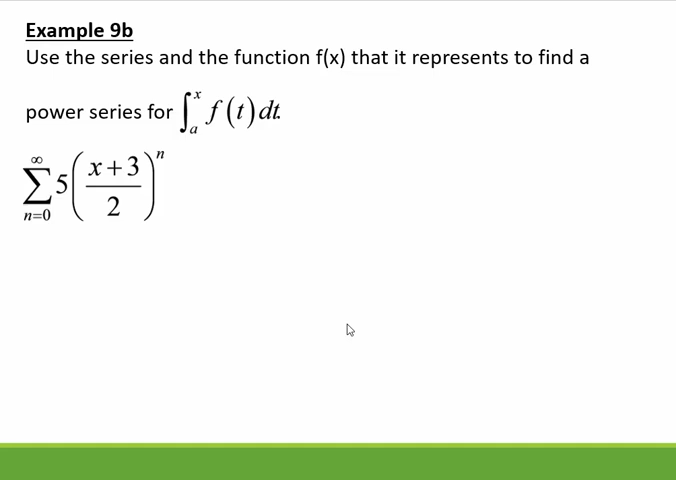 Example 9b
Use the series and the function f(x) that it represents to find a
power series for ∫ₐˣ f(t)dt.
∑_{n=0}^{∞} 5((x+3)/2)ⁿ